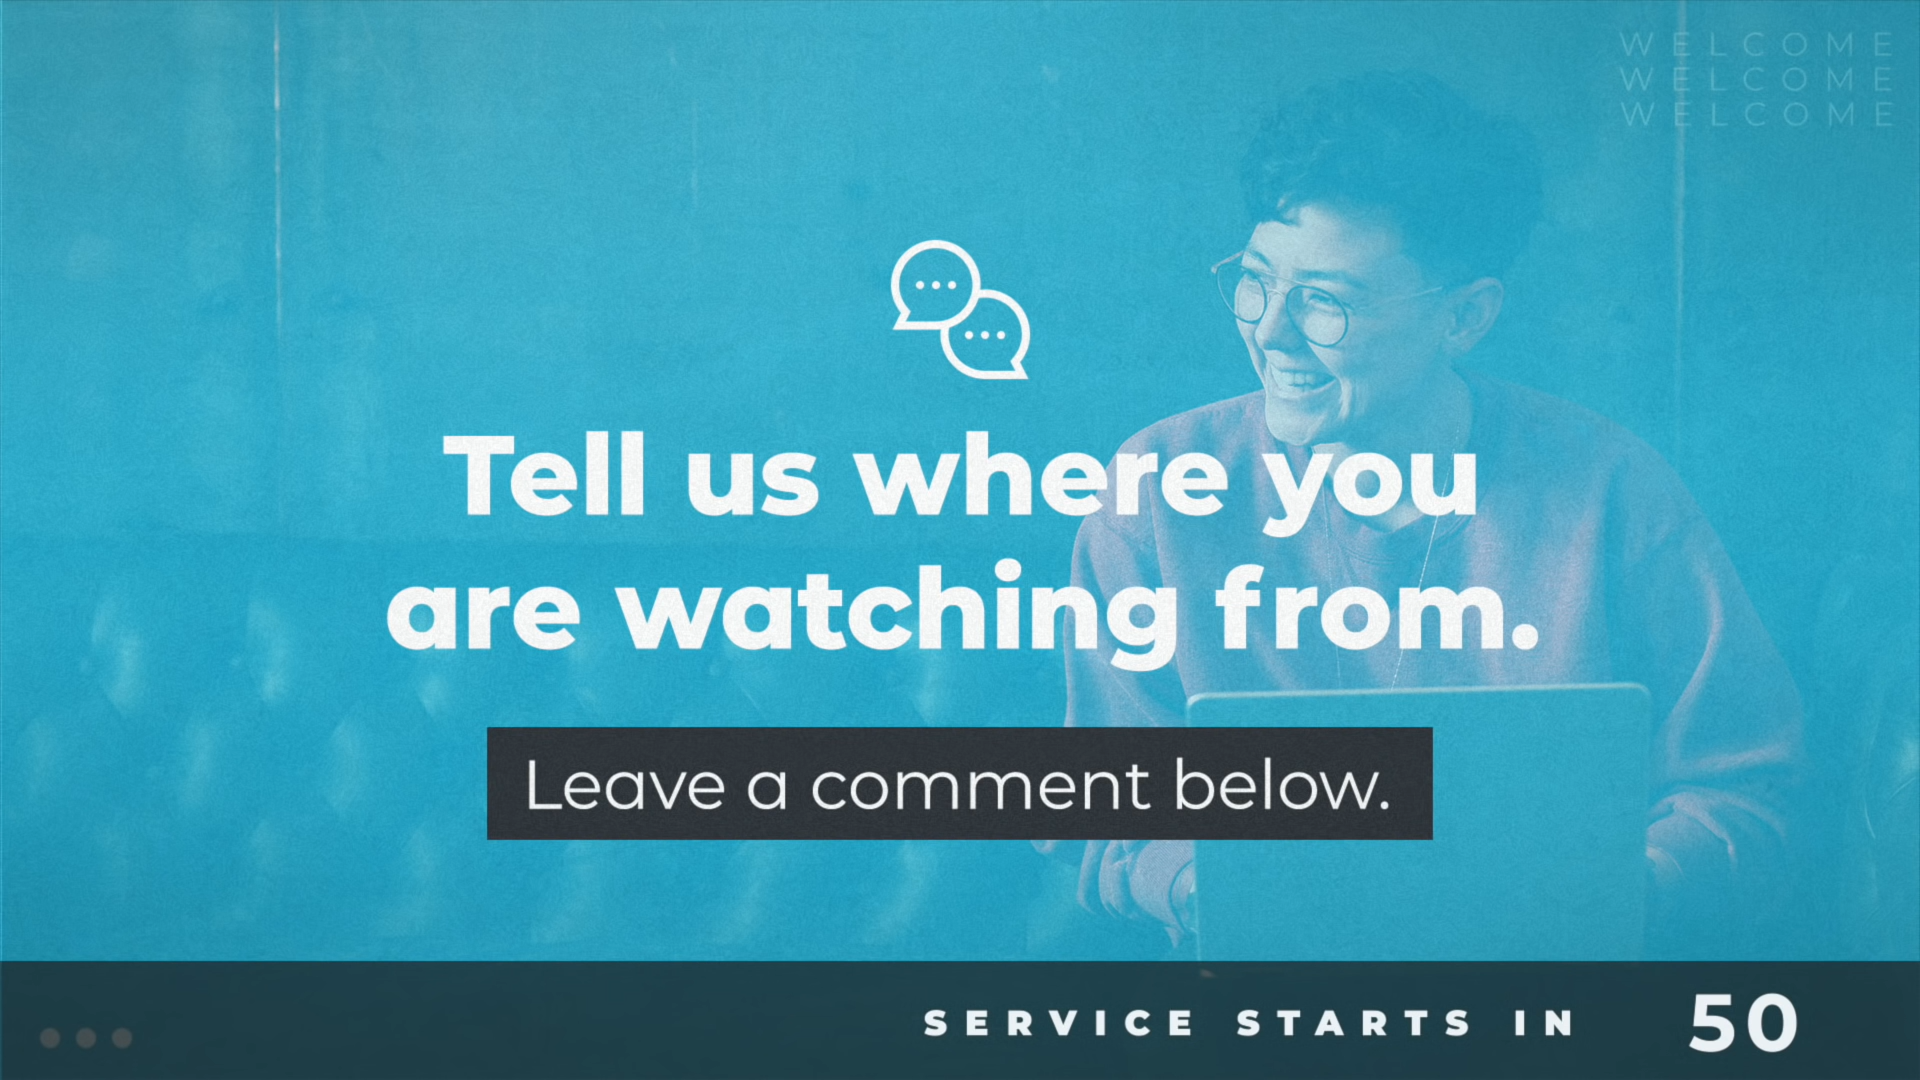 WELCOME
WELCOME
WELCOME
Tell us where you
are watching from.
Leave a comment below.
SERVICE STARTS IN 50